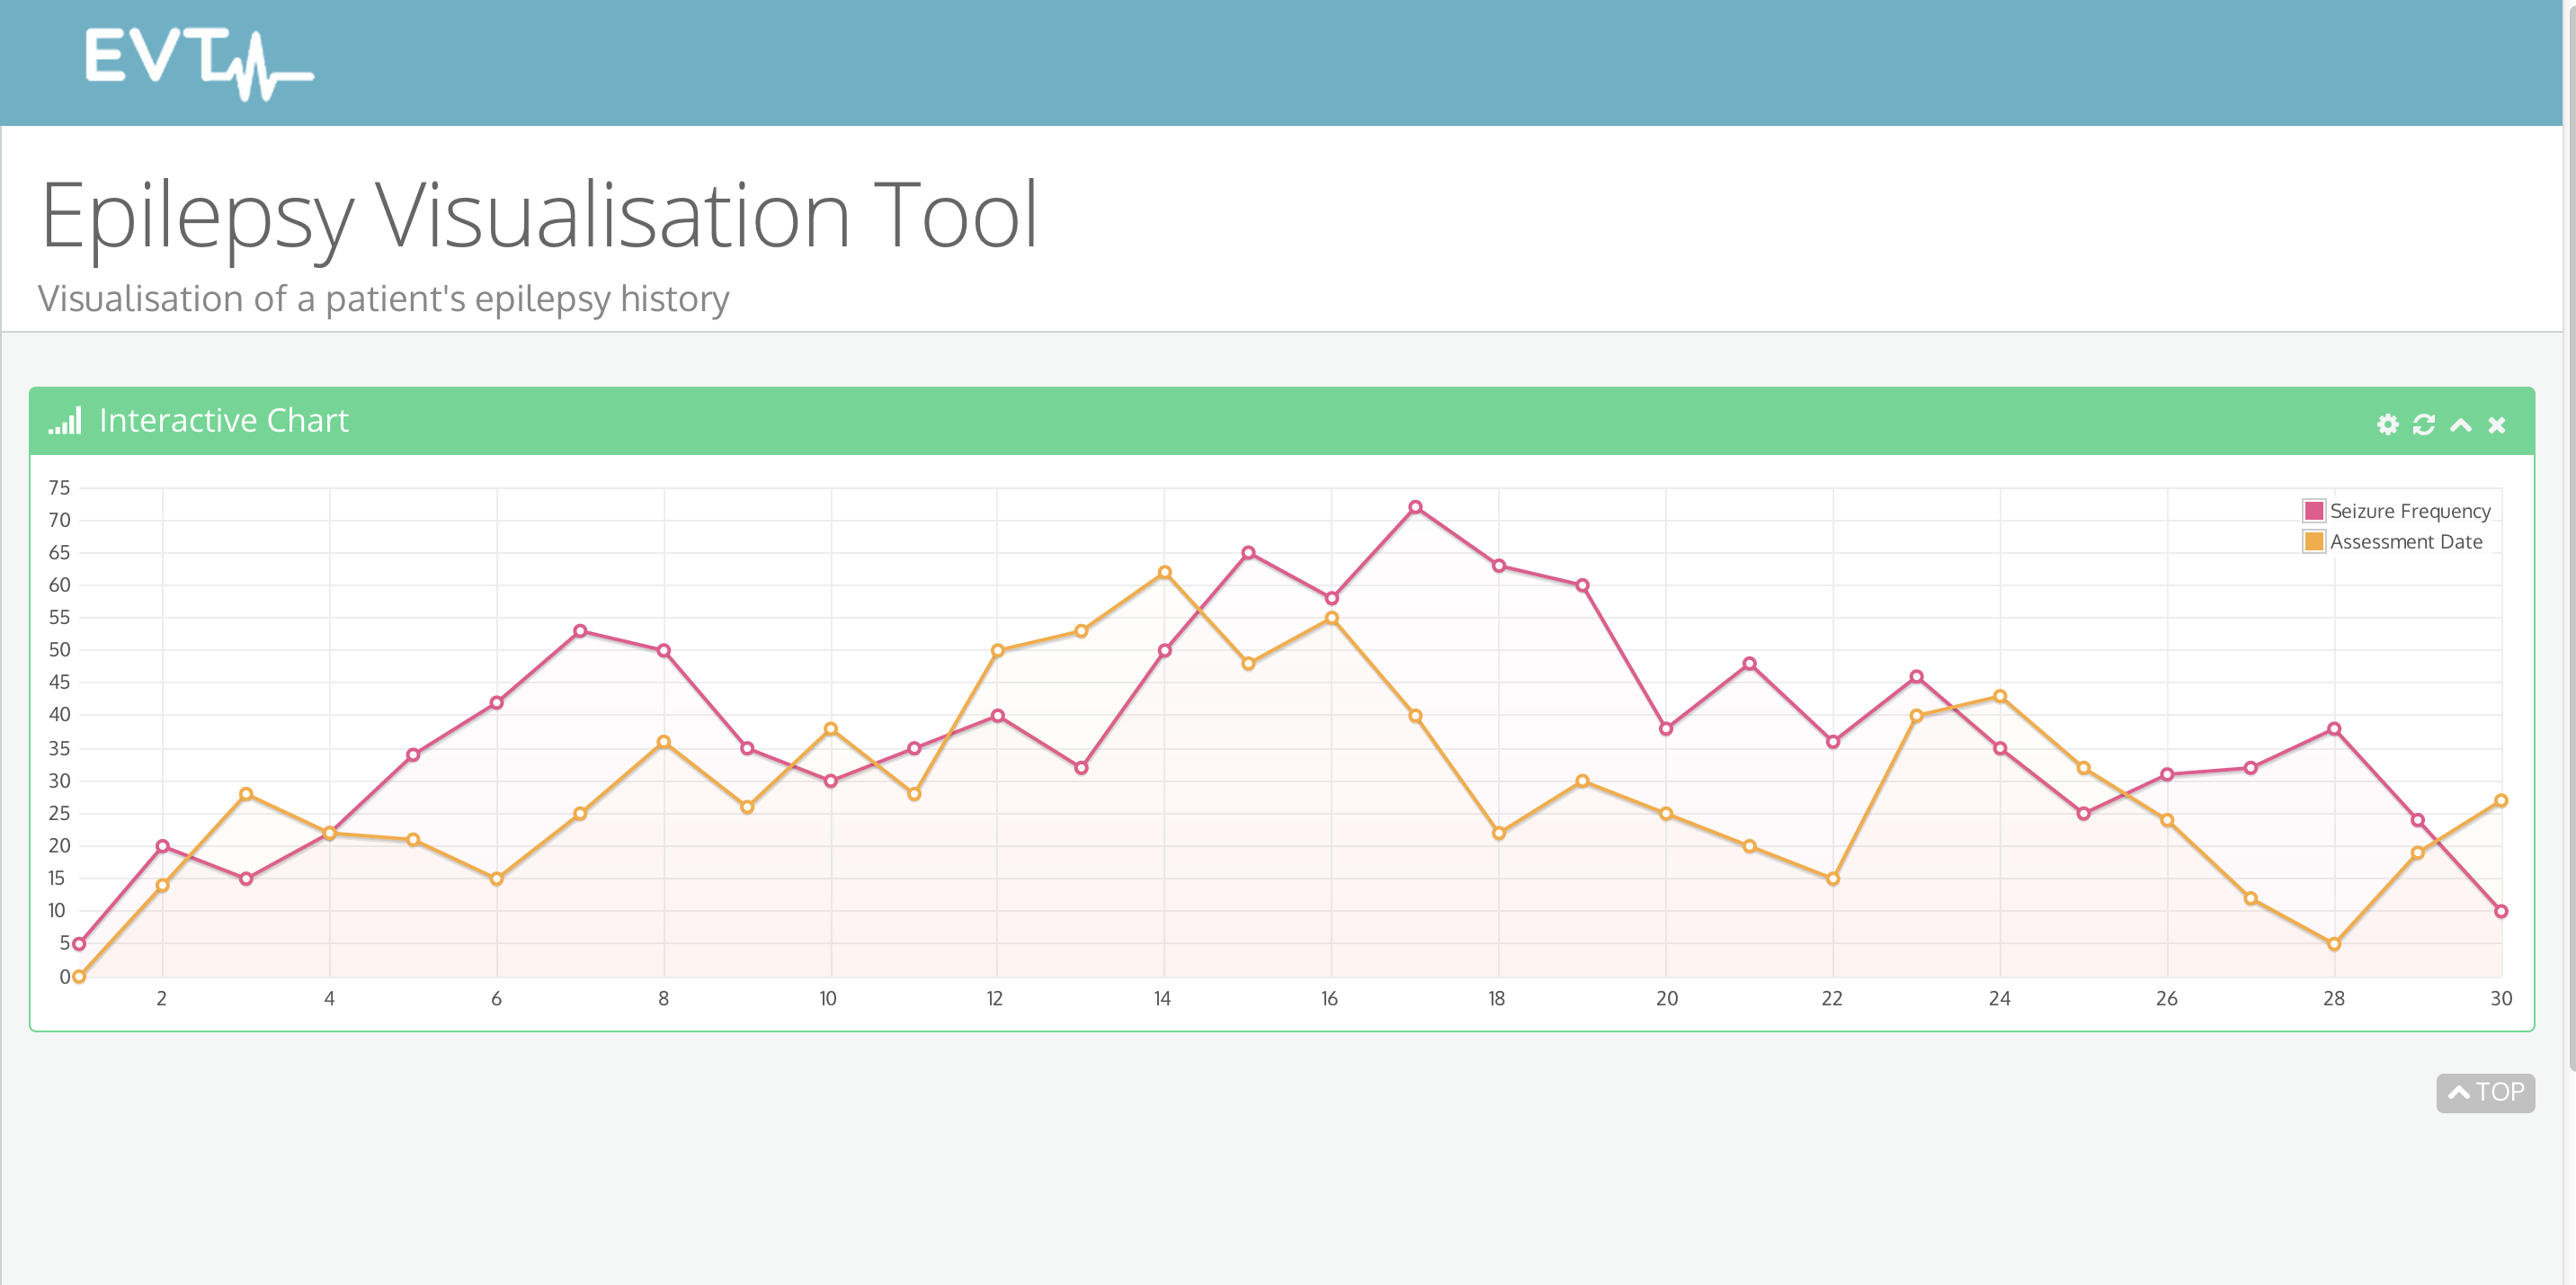 EVT
Epilepsy Visualisation Tool
Visualisation of a patient's epilepsy history
Interactive Chart
75
70
65
60
55
50
45
40
35
30
25
20
15
10
5
0
Seizure Frequency
Assessment Date
2 4 6 8 10 12 14 16 18 20 22 24 26 28 30
TOP